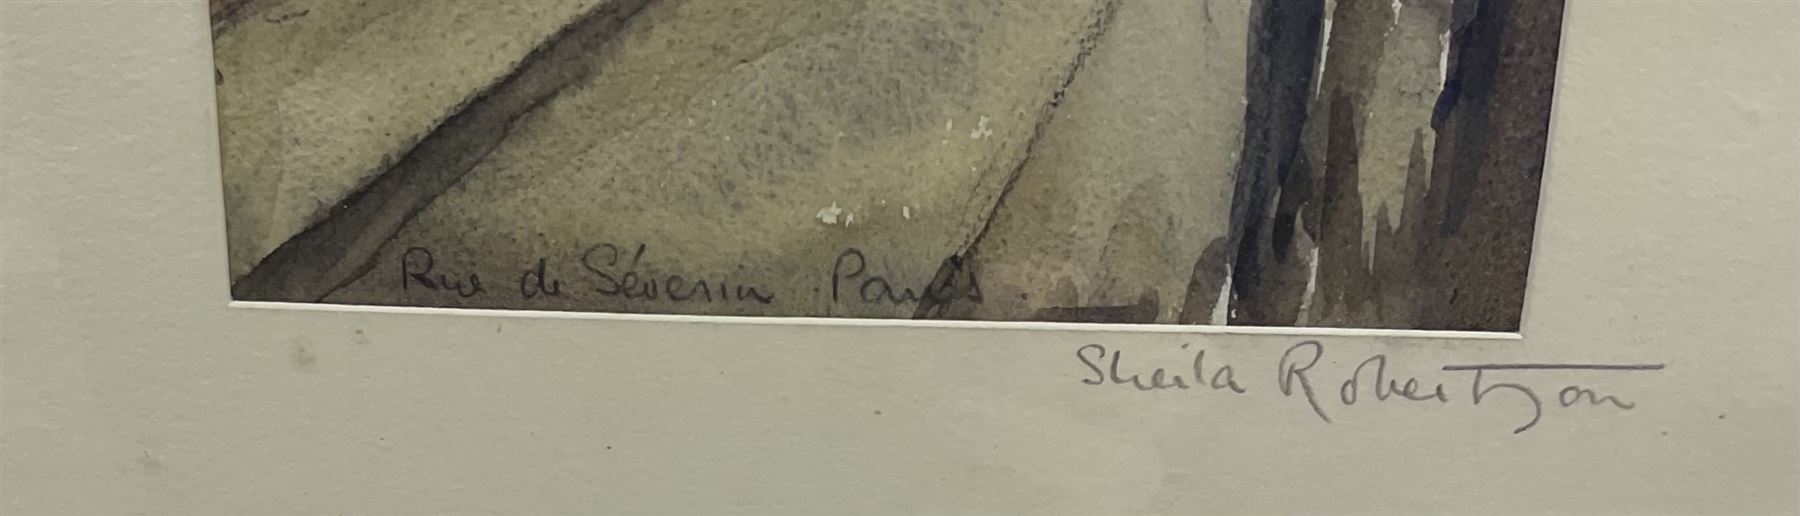 Rue de Séverin . Paris .
Sheila Robertson